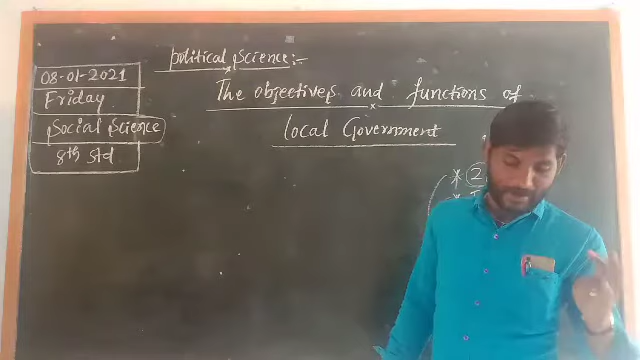 political Science:-
08-01-2021
Friday
Social Science
8th Std
The objectives and functions of
local Government
* 2
*